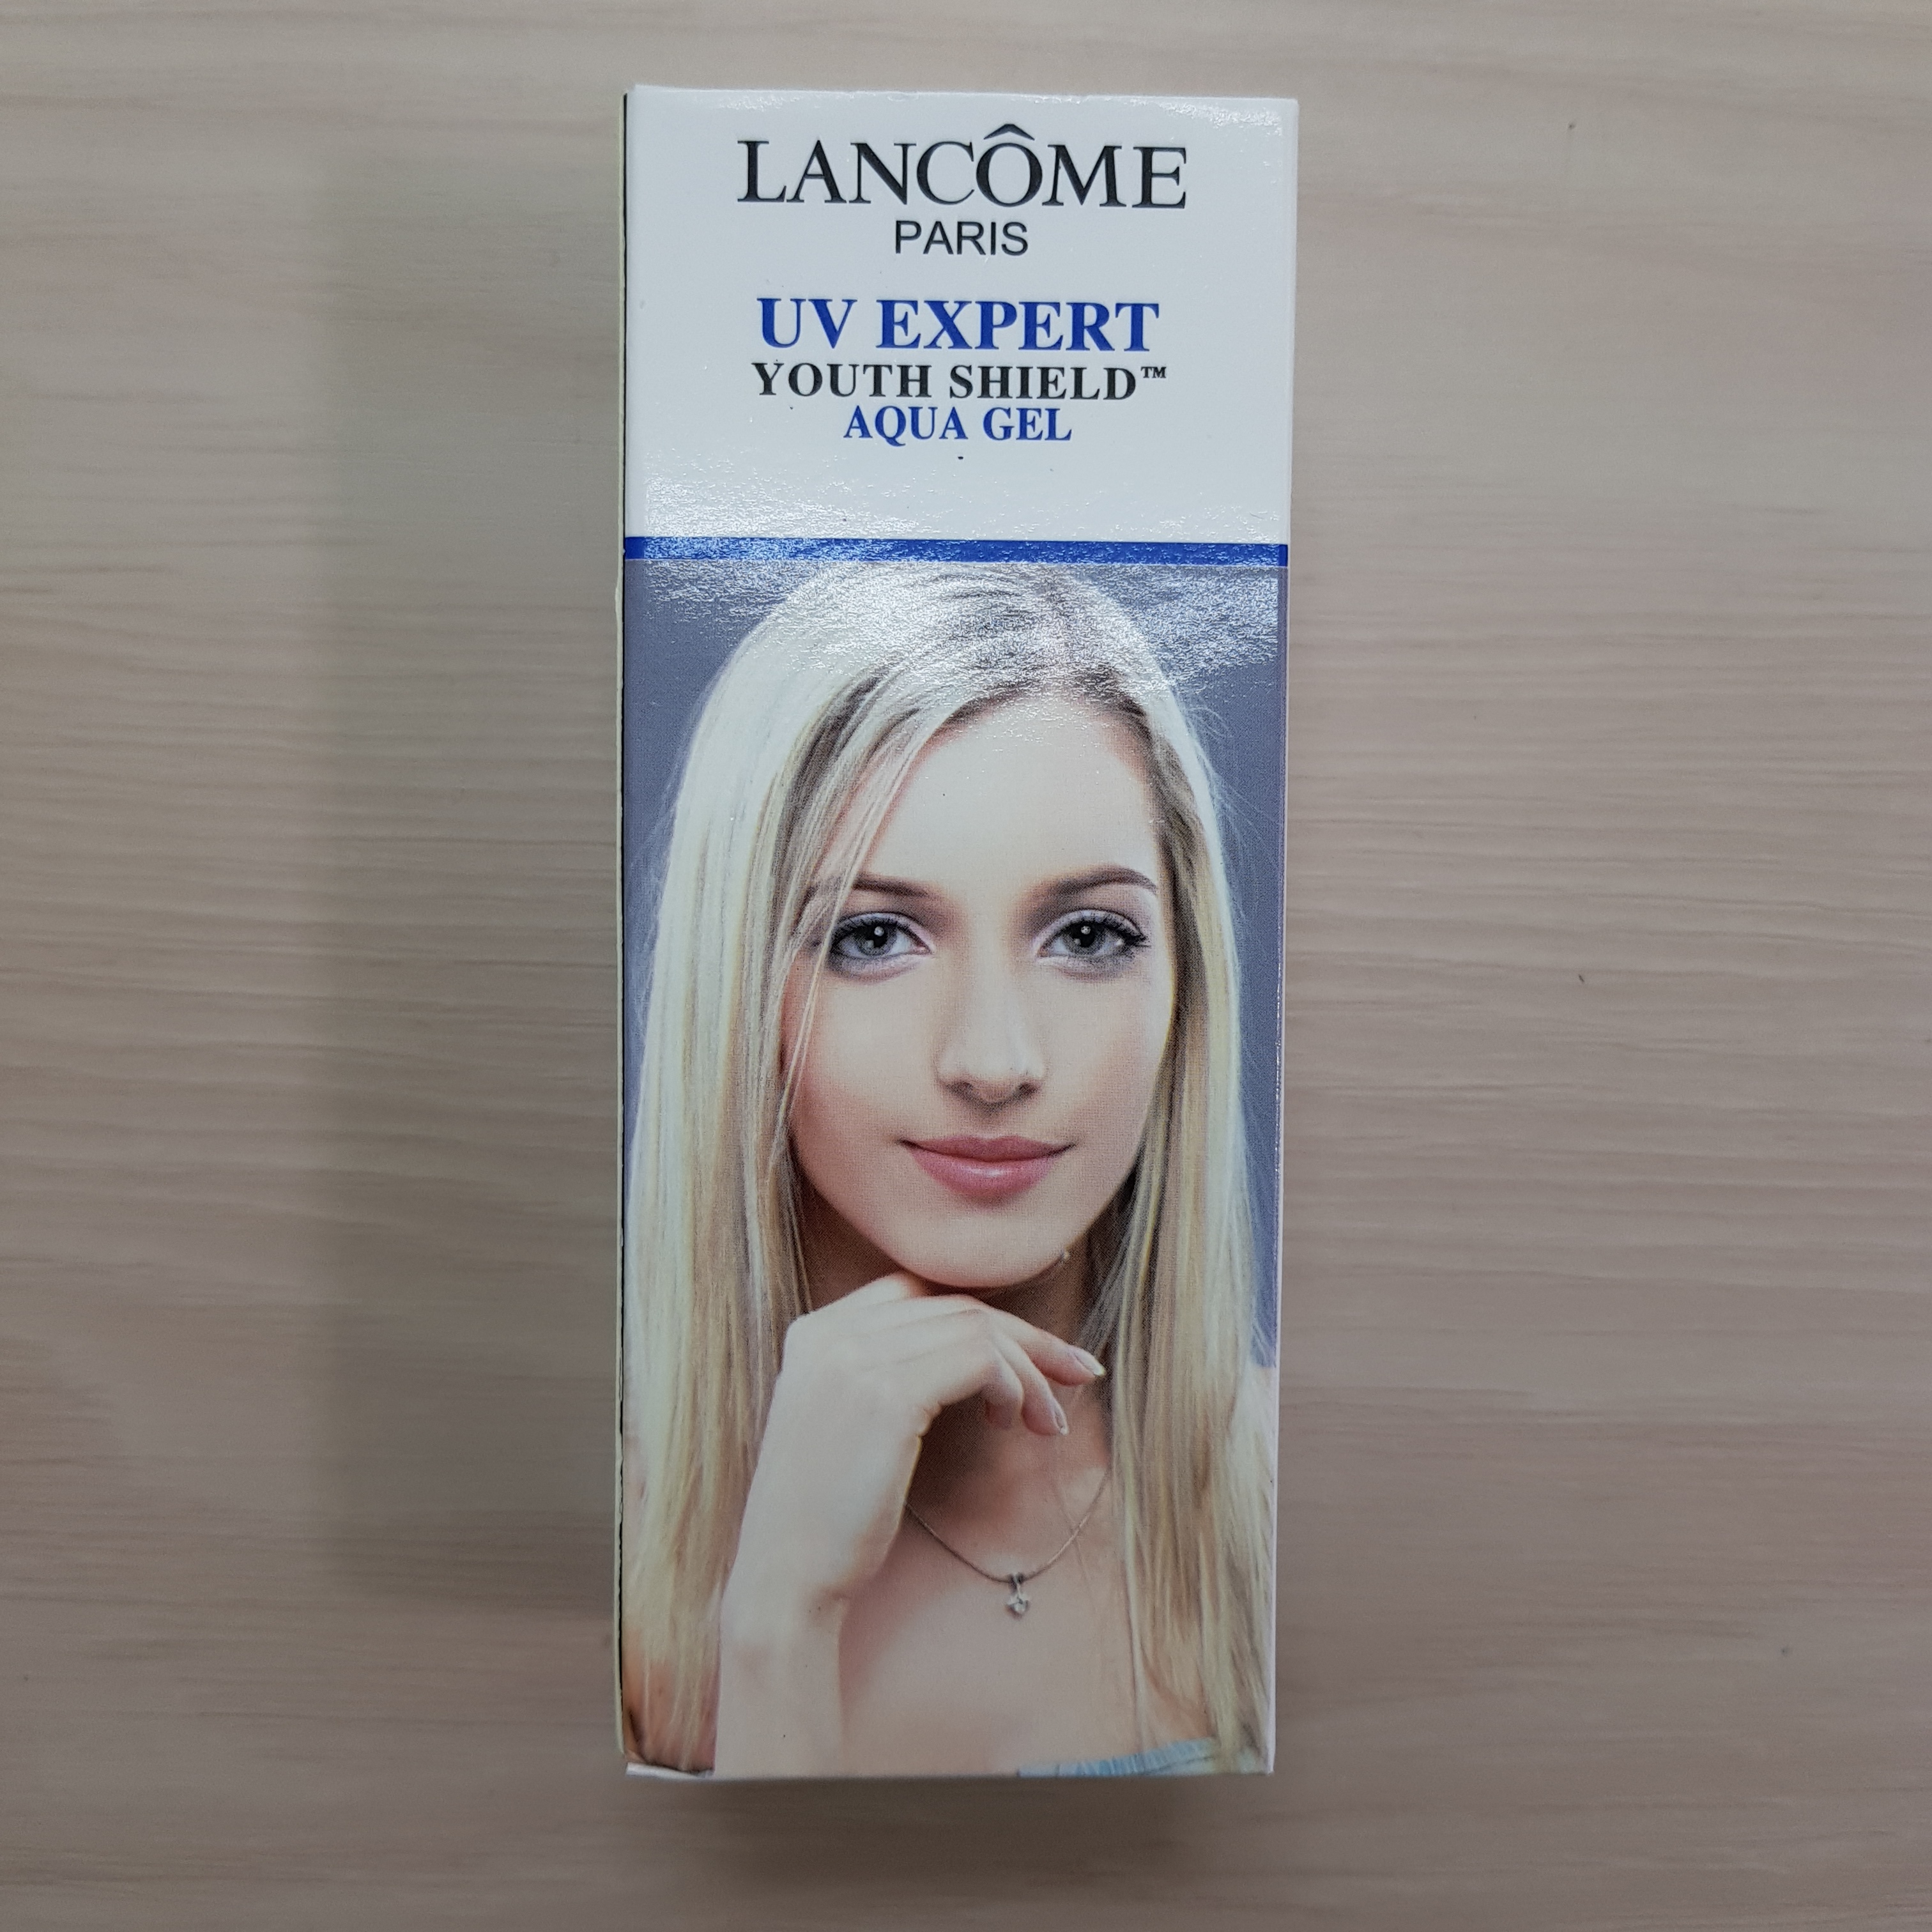 LANCÔME
PARIS
UV EXPERT
YOUTH SHIELD™
AQUA GEL